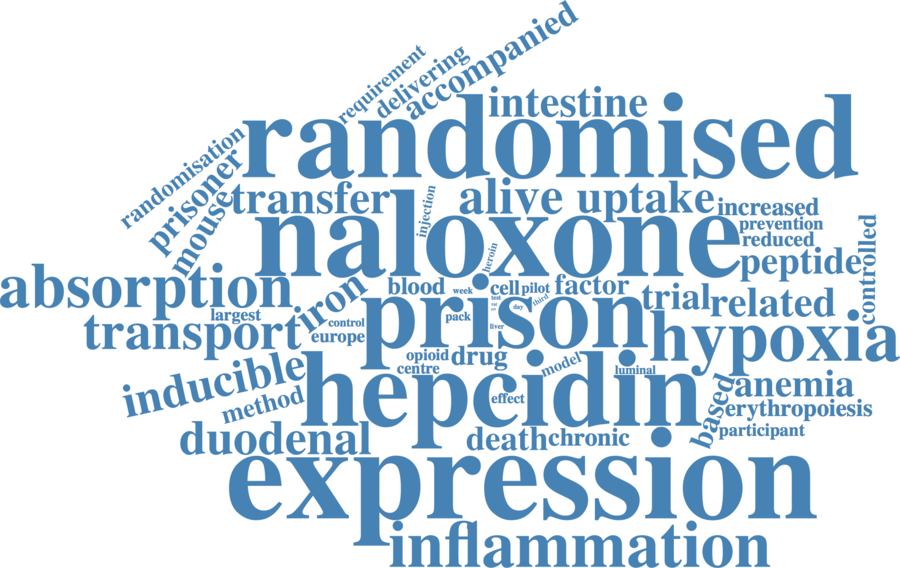 accompanied
delivering
requirement
intestine
randomised
randomisation
prisoner
mouse
transfer
alive
uptake
increased
injection
naloxone
prevention
reduced
controlled
heroin
peptide
absorption
iron
blood
week
cell
pilot
factor
trial
related
third
test
day
prison
largest
transport
control
europe
pack
liver
hypoxia
opioid
drug
centre
model
luminal
inducible
hepcidin
effect
anemia
method
based
erythropoiesis
participant
duodenal
death
chronic
expression
inflammation